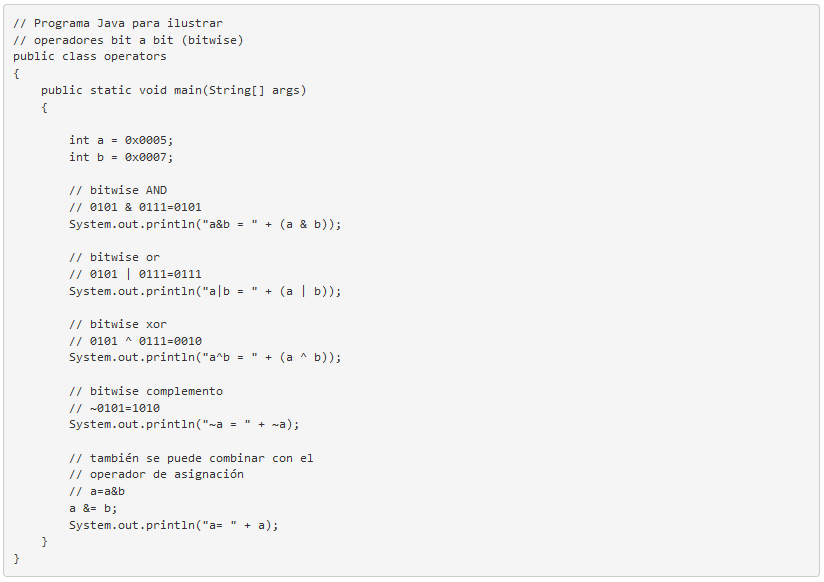 // Programa Java para ilustrar
// operadores bit a bit (bitwise)
public class operators
{
    public static void main(String[] args)
    {

        int a = 0x0005;
        int b = 0x0007;

        // bitwise AND
        // 0101 & 0111=0101
        System.out.println("a&b = " + (a & b));

        // bitwise or
        // 0101 | 0111=0111
        System.out.println("a|b = " + (a | b));

        // bitwise xor
        // 0101 ^ 0111=0010
        System.out.println("a^b = " + (a ^ b));

        // bitwise complemento
        // ~0101=1010
        System.out.println("~a = " + ~a);

        // también se puede combinar con el
        // operador de asignación
        // a=a&b
        a &= b;
        System.out.println("a= " + a);
    }
}